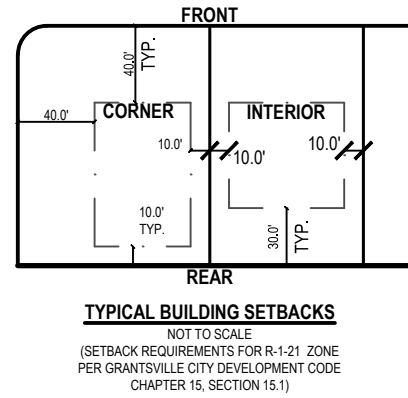 FRONT
40.0'
TYP.
40.0'
CORNER
INTERIOR
10.0'
10.0'
10.0'
10.0'
TYP.
30.0'
TYP.
REAR
TYPICAL BUILDING SETBACKS
NOT TO SCALE
(SETBACK REQUIREMENTS FOR R-1-21 ZONE
PER GRANTSVILLE CITY DEVELOPMENT CODE
CHAPTER 15, SECTION 15.1)